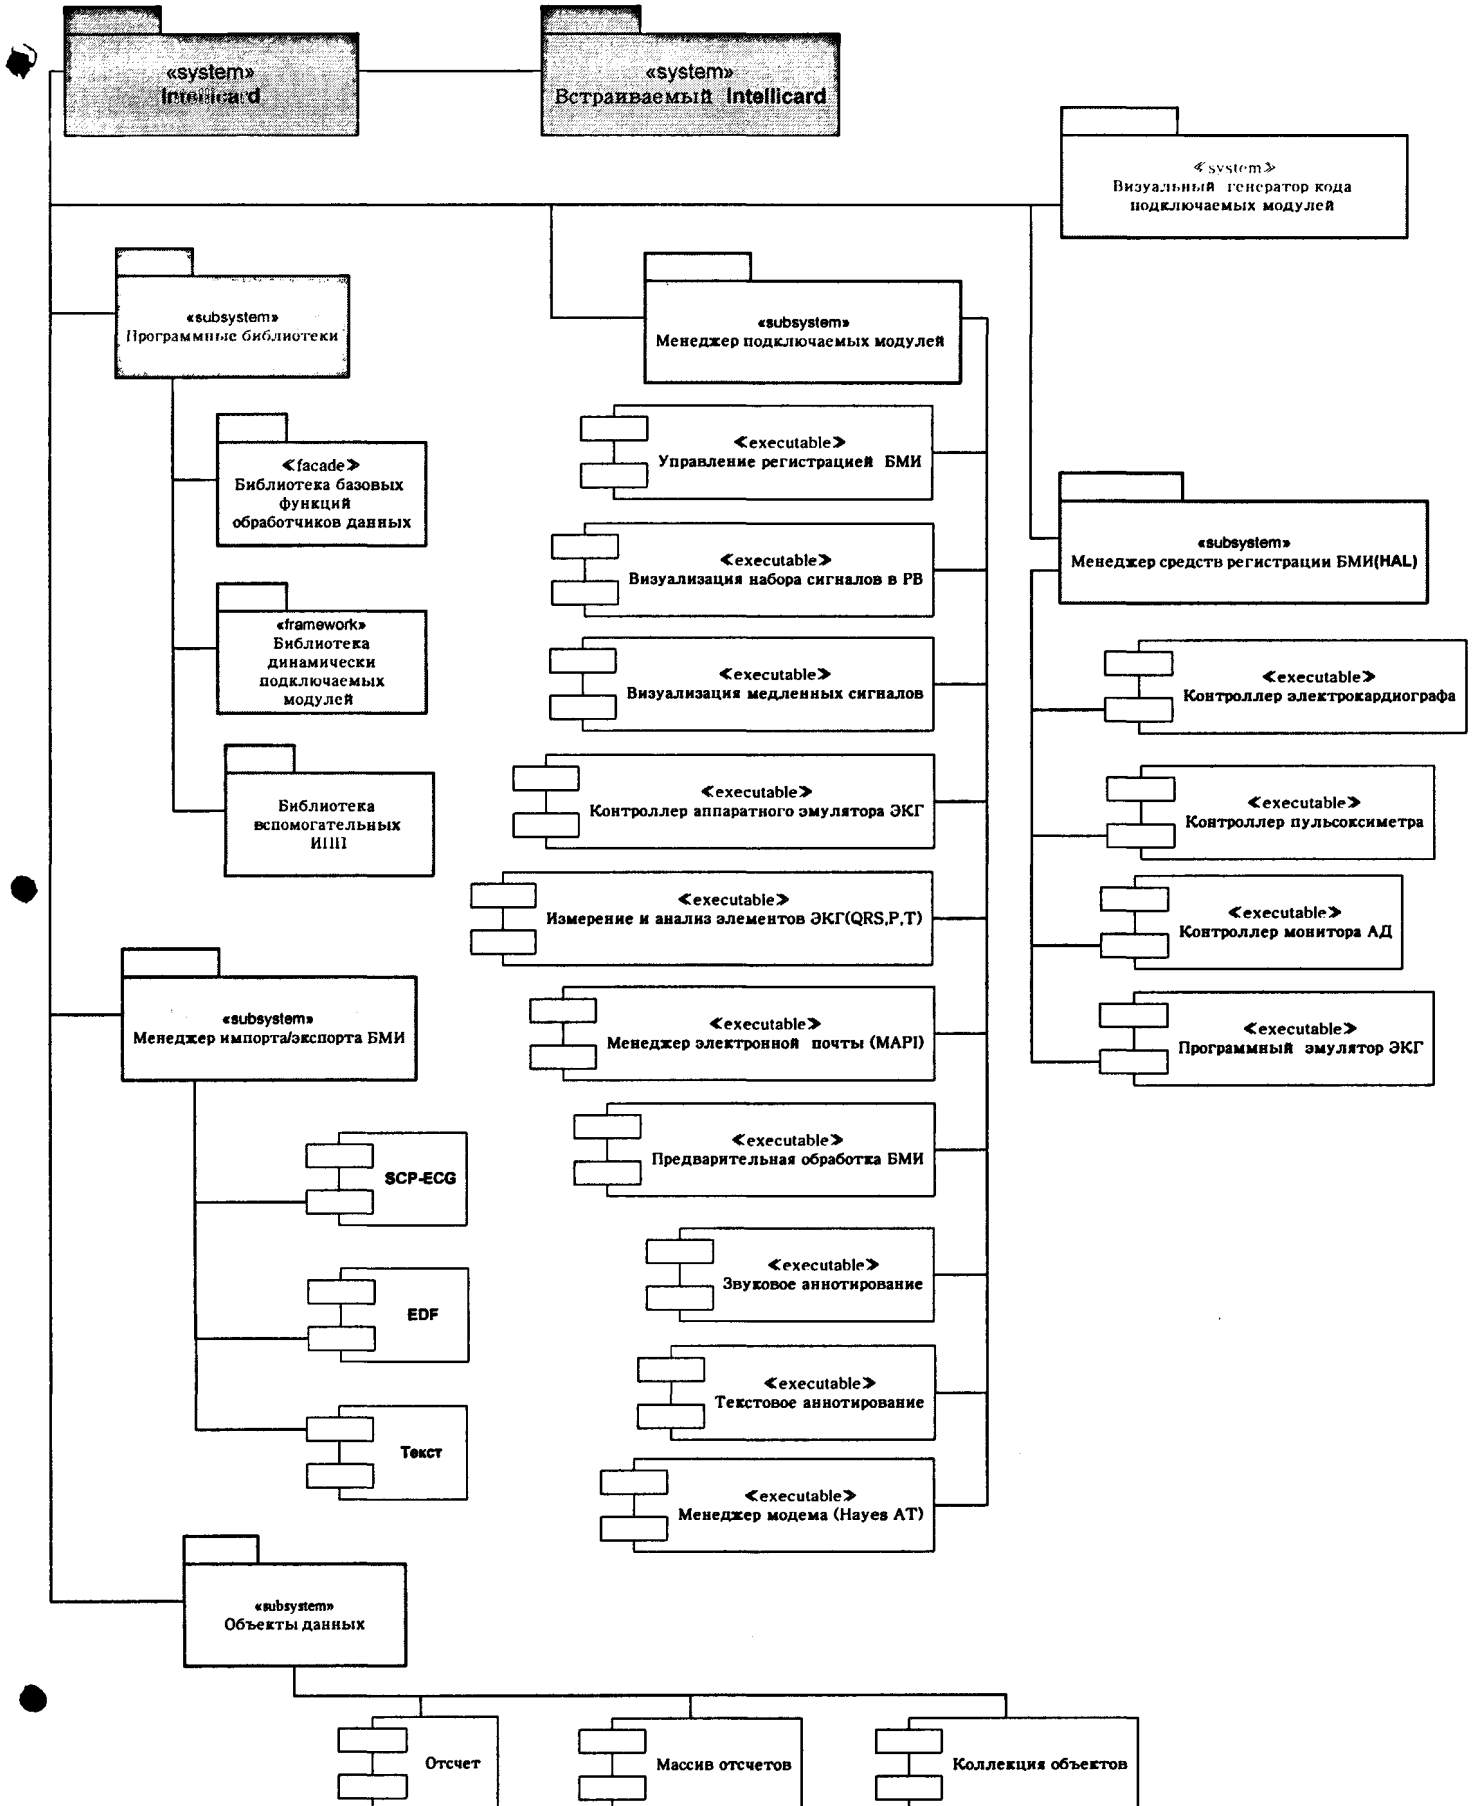 «system»
Intellicard
«system»
Встраиваемый Intellicard
«system»
Визуальный генератор кода
подключаемых модулей
«subsystem»
Программные библиотеки
«facade»
Библиотека базовых
функций
обработчиков данных
«framework»
Библиотека
динамически
подключаемых
модулей
Библиотека
вспомогательных
ИПП
«subsystem»
Менеджер импорта/экспорта БМИ
SCP-ECG
EDF
Текст
«subsystem»
Менеджер подключаемых модулей
«executable»
Управление регистрацией БМИ
«executable»
Визуализация набора сигналов в РВ
«executable»
Визуализация медленных сигналов
«executable»
Контроллер аппаратного эмулятора ЭКГ
«executable»
Измерение и анализ элементов ЭКГ(QRS,P,T)
«executable»
Менеджер электронной почты (MAPI)
«executable»
Предварительная обработка БМИ
«executable»
Звуковое аннотирование
«executable»
Текстовое аннотирование
«executable»
Менеджер модема (Hayes AT)
«subsystem»
Менеджер средств регистрации БМИ(HAL)
«executable»
Контроллер электрокардиографа
«executable»
Контроллер пульсоксиметра
«executable»
Контроллер монитора АД
«executable»
Программный эмулятор ЭКГ
«subsystem»
Объекты данных
Отсчет
Массив отсчетов
Коллекция объектов